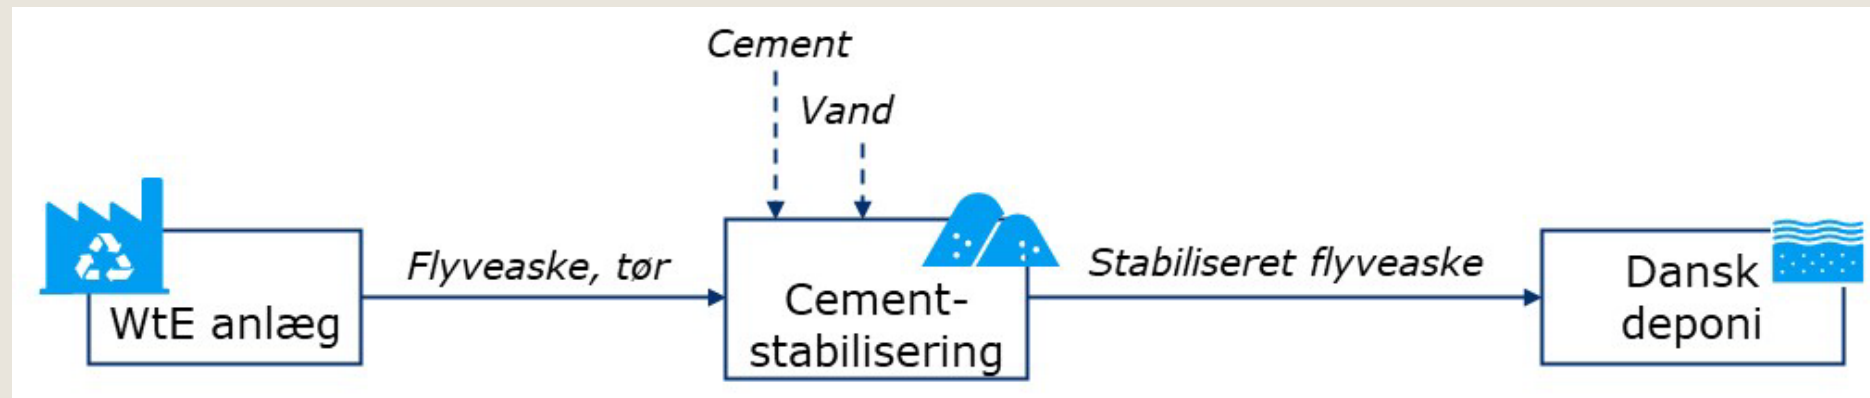 Cement
Vand
Flyveaske, tør
Stabiliseret flyveaske
WtE anlæg
Cement-
stabilisering
Dansk
deponi